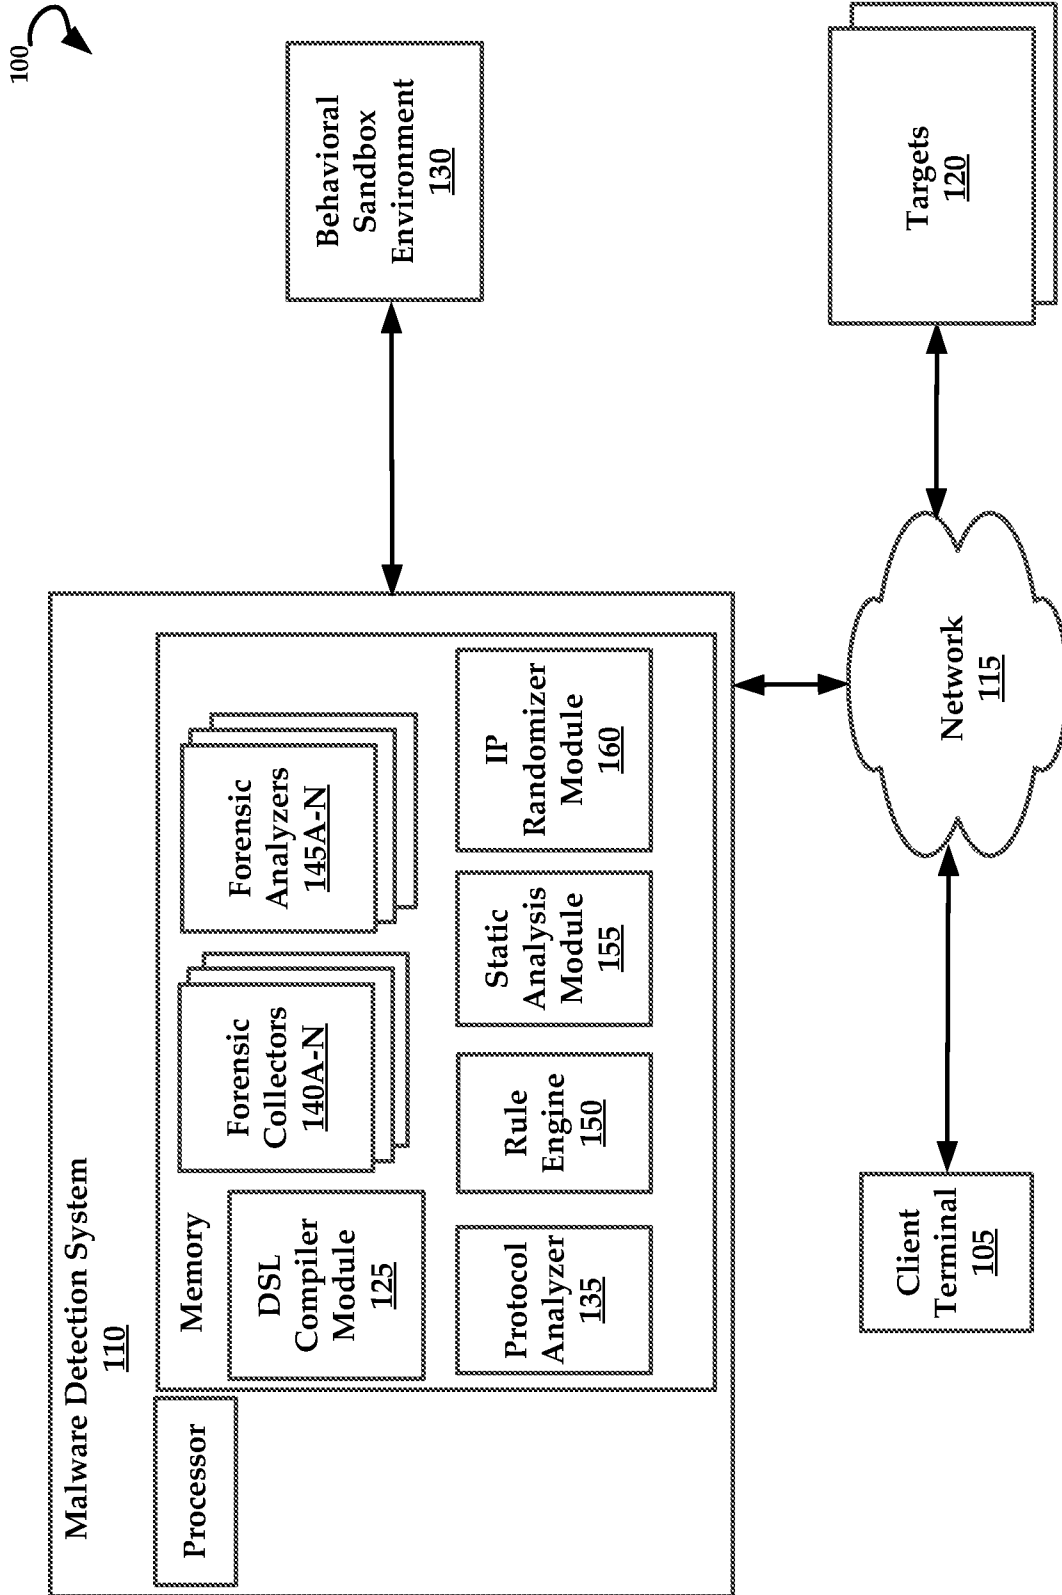 100
Malware Detection System
110
Processor
Memory
DSL
Compiler
Module
125
Forensic
Collectors
140A-N
Forensic
Analyzers
145A-N
Protocol
Analyzer
135
Rule
Engine
150
Static
Analysis
Module
155
IP
Randomizer
Module
160
Behavioral
Sandbox
Environment
130
Client
Terminal
105
Network
115
Targets
120